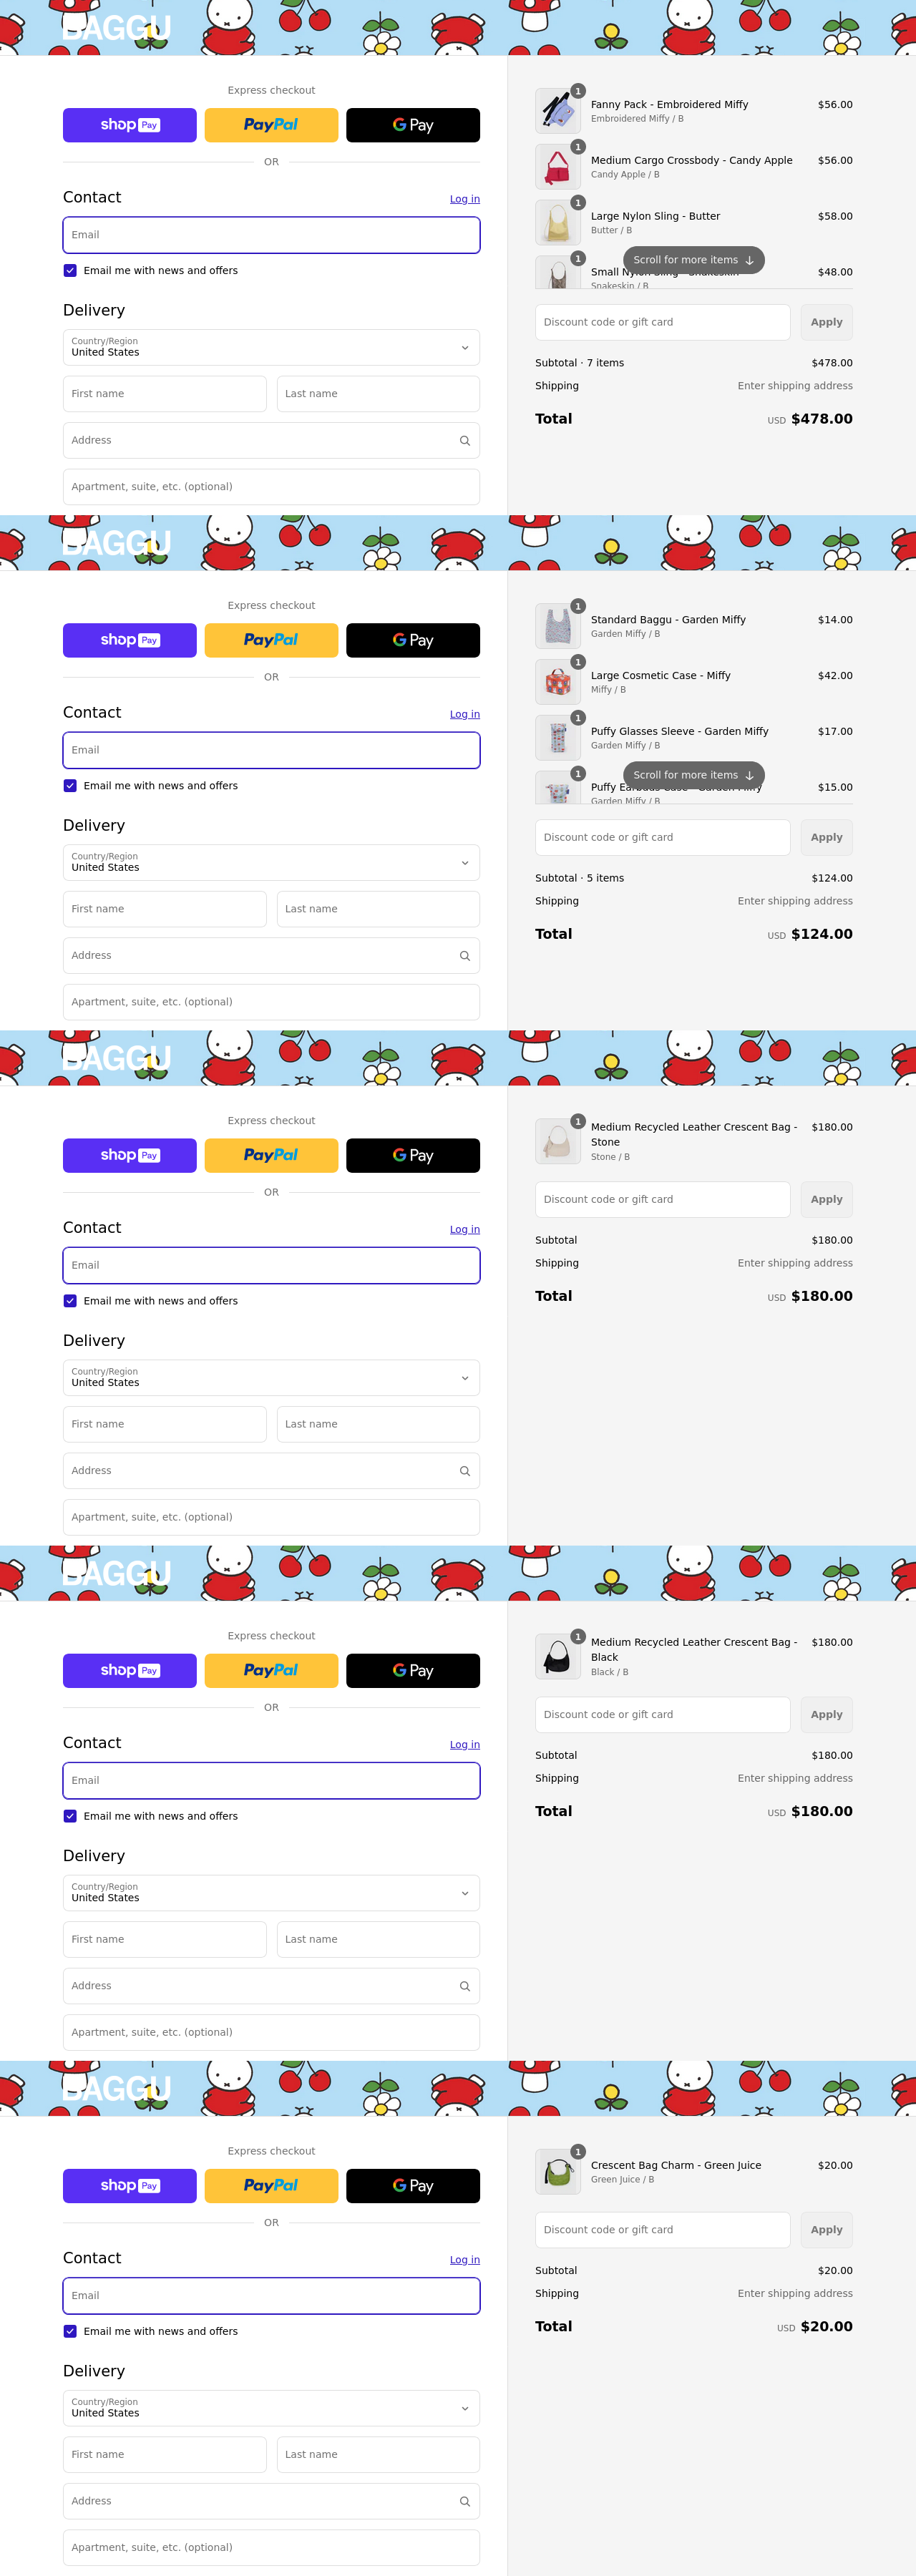 BAGGU
Express checkout
shop Pay
PayPal
G Pay
OR
Contact
Log in
Email
Email me with news and offers
Delivery
Country/Region
United States
First name
Last name
Address
Apartment, suite, etc. (optional)
1
Fanny Pack - Embroidered Miffy
$56.00
Embroidered Miffy / B
1
Medium Cargo Crossbody - Candy Apple
$56.00
Candy Apple / B
1
Large Nylon Sling - Butter
$58.00
Butter / B
1
Small Nylon Sling - Snakeskin
$48.00
Snakeskin / B
Scroll for more items
Discount code or gift card
Apply
Subtotal · 7 items
$478.00
Shipping
Enter shipping address
Total
USD $478.00
BAGGU
Express checkout
shop Pay
PayPal
G Pay
OR
Contact
Log in
Email
Email me with news and offers
Delivery
Country/Region
United States
First name
Last name
Address
Apartment, suite, etc. (optional)
1
Standard Baggu - Garden Miffy
$14.00
Garden Miffy / B
1
Large Cosmetic Case - Miffy
$42.00
Miffy / B
1
Puffy Glasses Sleeve - Garden Miffy
$17.00
Garden Miffy / B
1
Puffy Earbuds Case - Garden Miffy
$15.00
Garden Miffy / B
Scroll for more items
Discount code or gift card
Apply
Subtotal · 5 items
$124.00
Shipping
Enter shipping address
Total
USD $124.00
BAGGU
Express checkout
shop Pay
PayPal
G Pay
OR
Contact
Log in
Email
Email me with news and offers
Delivery
Country/Region
United States
First name
Last name
Address
Apartment, suite, etc. (optional)
1
Medium Recycled Leather Crescent Bag -
Stone
$180.00
Stone / B
Discount code or gift card
Apply
Subtotal
$180.00
Shipping
Enter shipping address
Total
USD $180.00
BAGGU
Express checkout
shop Pay
PayPal
G Pay
OR
Contact
Log in
Email
Email me with news and offers
Delivery
Country/Region
United States
First name
Last name
Address
Apartment, suite, etc. (optional)
1
Medium Recycled Leather Crescent Bag -
Black
$180.00
Black / B
Discount code or gift card
Apply
Subtotal
$180.00
Shipping
Enter shipping address
Total
USD $180.00
BAGGU
Express checkout
shop Pay
PayPal
G Pay
OR
Contact
Log in
Email
Email me with news and offers
Delivery
Country/Region
United States
First name
Last name
Address
Apartment, suite, etc. (optional)
1
Crescent Bag Charm - Green Juice
$20.00
Green Juice / B
Discount code or gift card
Apply
Subtotal
$20.00
Shipping
Enter shipping address
Total
USD $20.00